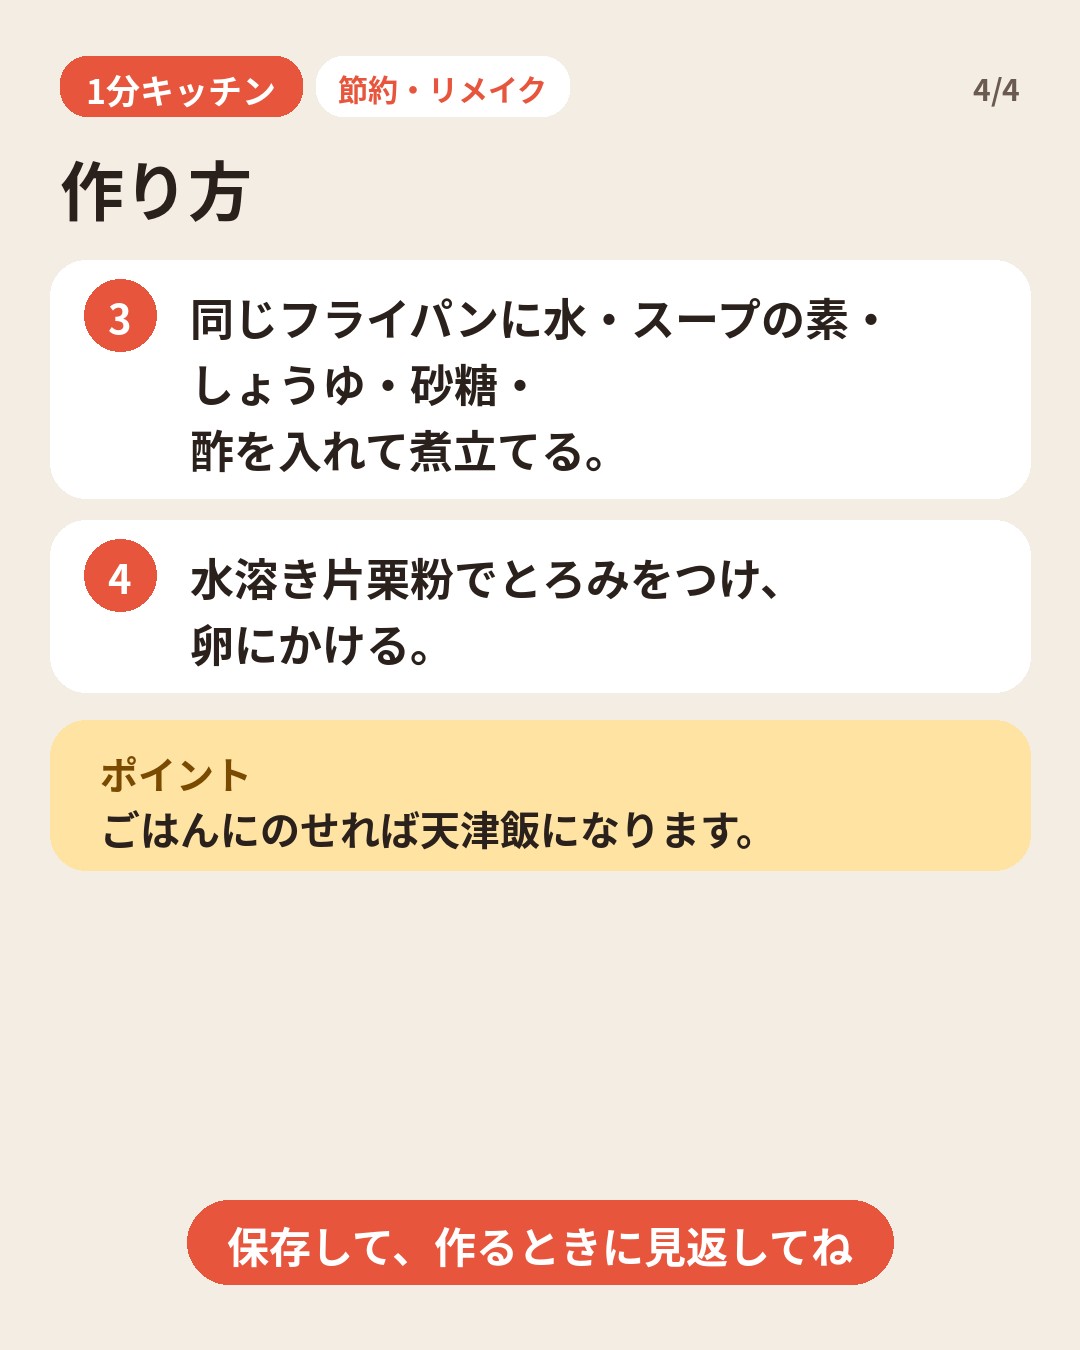 1分キッチン
節約・リメイク
4/4
作り方
3
同じフライパンに水・スープの素・
しょうゆ・砂糖・
酢を入れて煮立てる。
4
水溶き片栗粉でとろみをつけ、
卵にかける。
ポイント
ごはんにのせれば天津飯になります。
保存して、作るときに見返してね